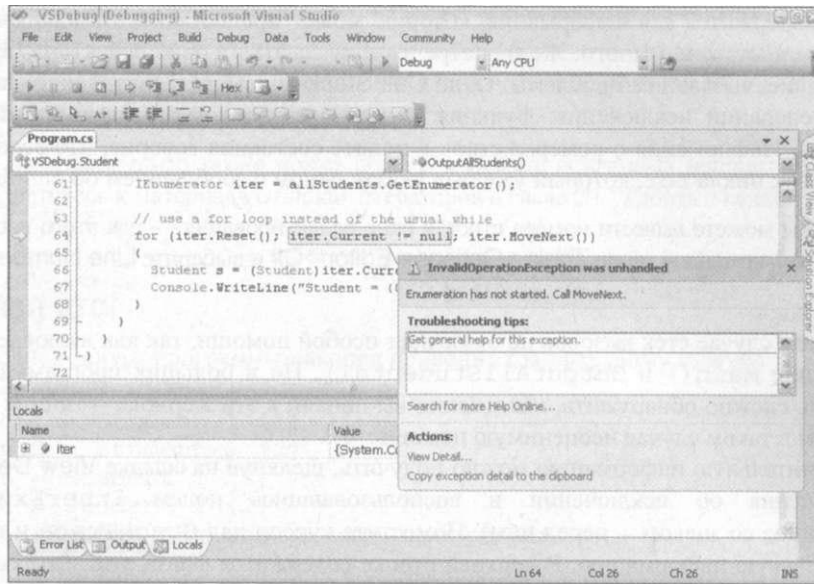 VSDebug (Debugging) - Microsoft Visual Studio
File Edit View Project Build Debug Data Tools Window Community Help
Debug Any CPU
Hex
Program.cs
VSDebug.Student OutputAllStudents()
61 IEnumerator iter = allStudents.GetEnumerator();
62
63 // use a for loop instead of the usual while
64 for (iter.Reset(); iter.Current != null; iter.MoveNext())
65
66 Student s = (Student)iter.Curre
67 Console.WriteLine("Student = (
68 )
69 )
70
71 )
72
InvalidOperationException was unhandled
Enumeration has not started. Call MoveNext.
Troubleshooting tips:
Get general help for this exception.
Search for more Help Online...
Actions:
View Detail...
Copy exception detail to the clipboard
Class View
Solution Explorer
Locals
Name Value
iter {System.Co
Error List Output Locals
Ready Ln 64 Col 26 Ch 26 INS